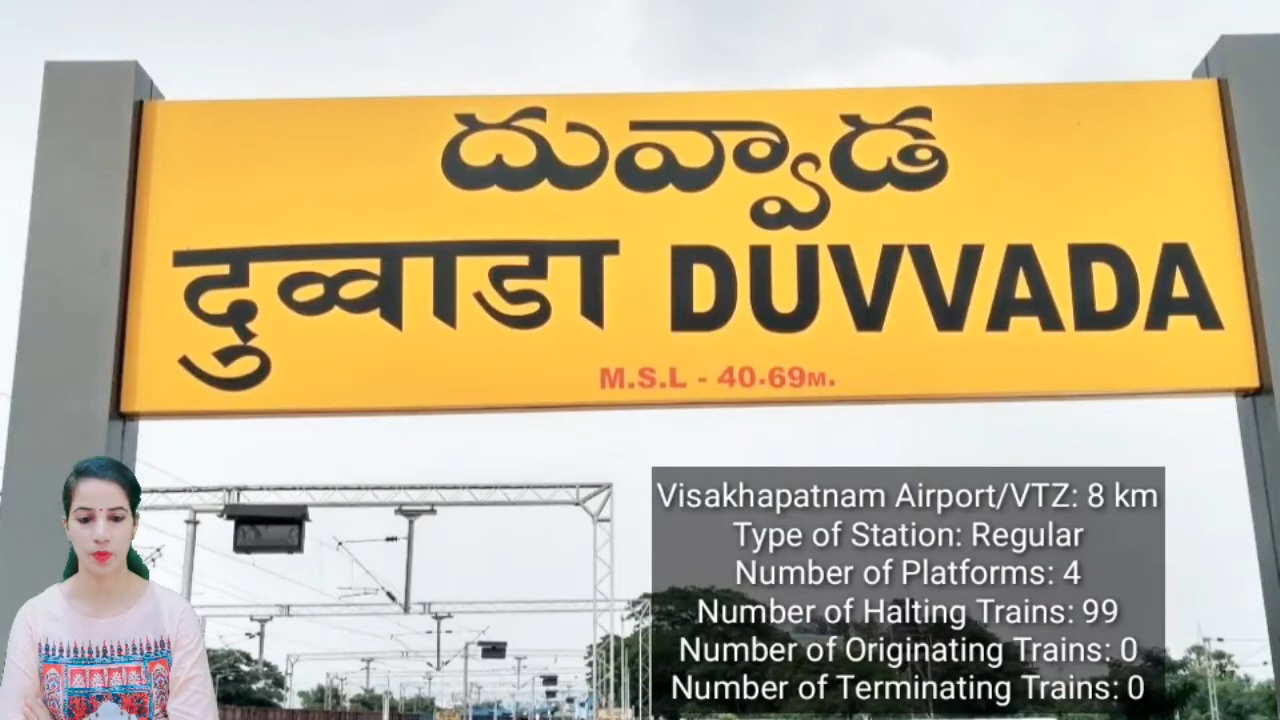 దువ్వాడ
दुव्वाडा DUVVADA
M.S.L - 40.69M.
Visakhapatnam Airport/VTZ: 8 km
Type of Station: Regular
Number of Platforms: 4
Number of Halting Trains: 99
Number of Originating Trains: 0
Number of Terminating Trains: 0